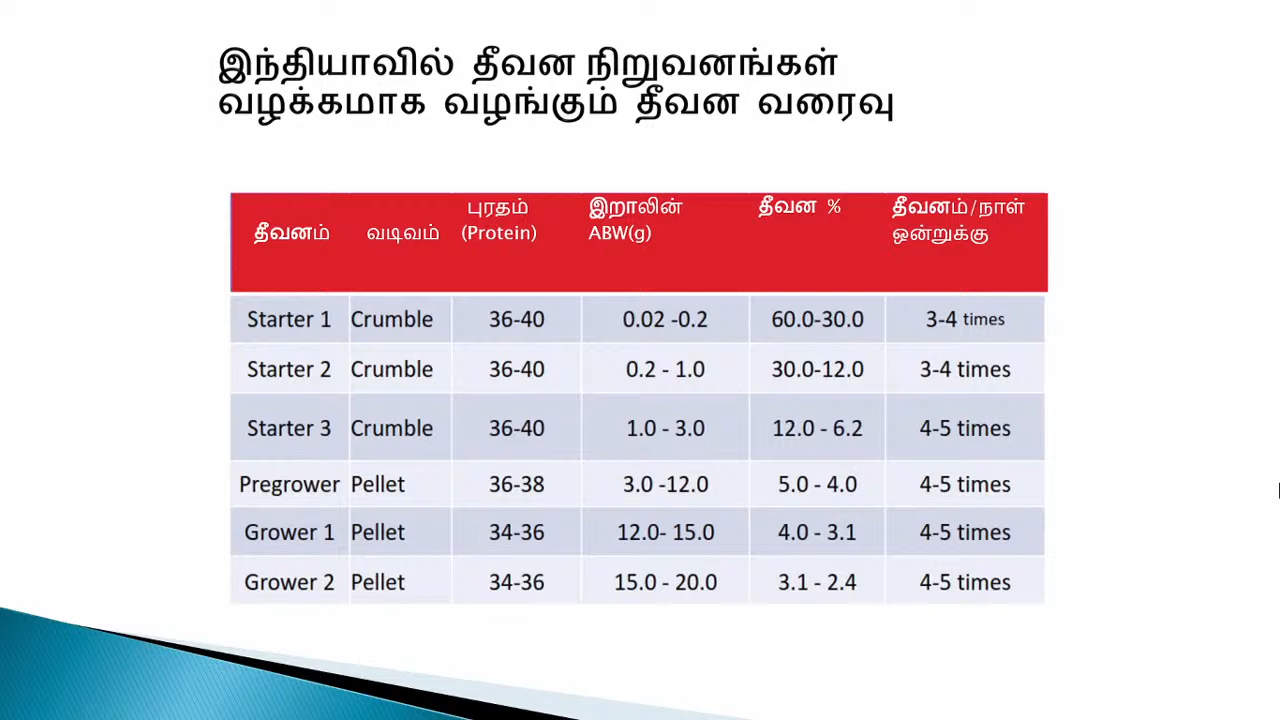 இந்தியாவில் தீவன நிறுவனங்கள்
வழக்கமாக வழங்கும் தீவன வரைவு
தீவனம் வடிவம் புரதம் (Protein) இறாலின் ABW(g) தீவன % தீவனம்/நாள் ஒன்றுக்கு
Starter 1 Crumble 36-40 0.02 -0.2 60.0-30.0 3-4 times
Starter 2 Crumble 36-40 0.2 - 1.0 30.0-12.0 3-4 times
Starter 3 Crumble 36-40 1.0 - 3.0 12.0 - 6.2 4-5 times
Pregrower Pellet 36-38 3.0 -12.0 5.0 - 4.0 4-5 times
Grower 1 Pellet 34-36 12.0- 15.0 4.0 - 3.1 4-5 times
Grower 2 Pellet 34-36 15.0 - 20.0 3.1 - 2.4 4-5 times